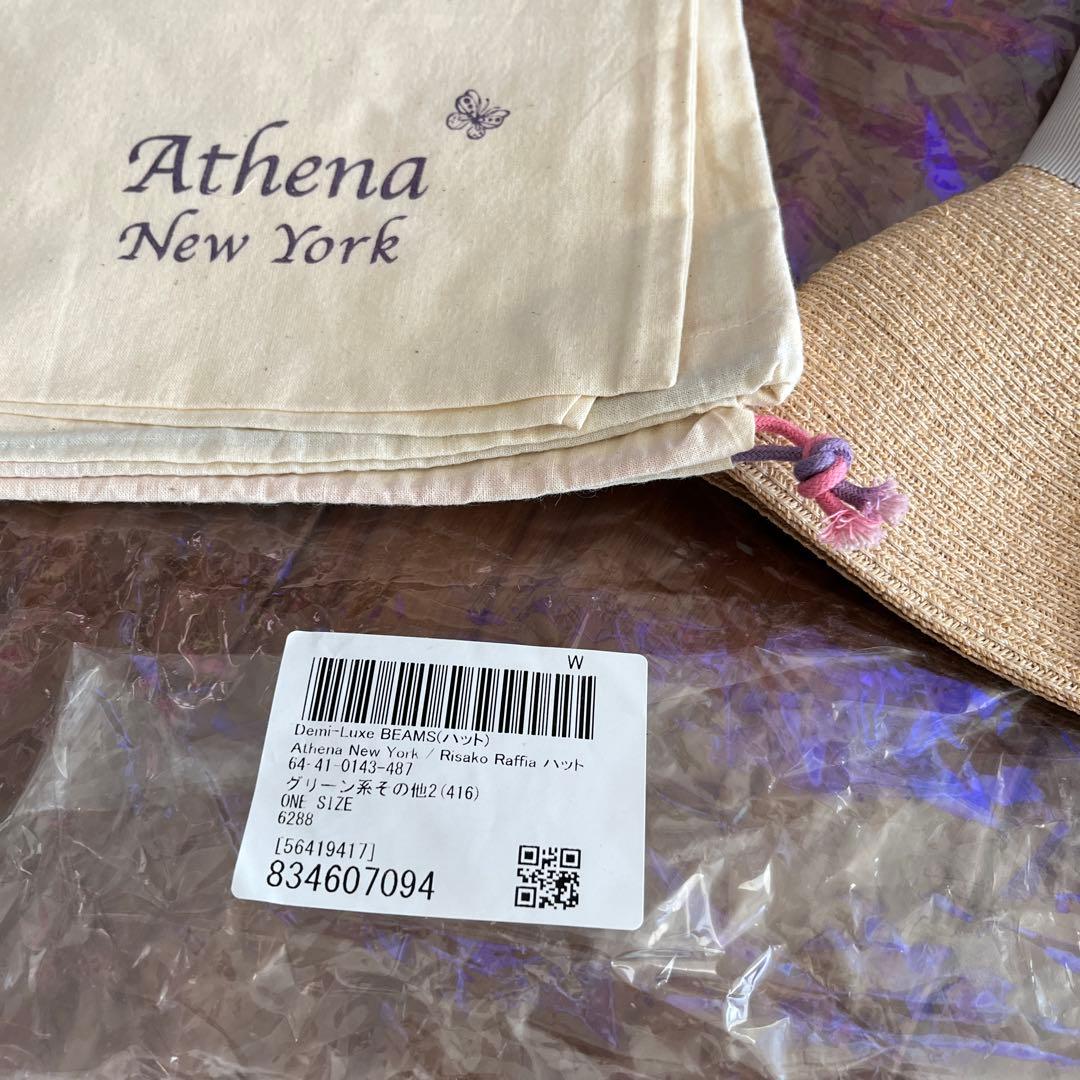 Athena
New York
W
Demi-Luxe BEAMS(ハット)
Athena New York / Risako Raffia ハット
64-41-0143-487
グリーン系その他2(416)
ONE SIZE
6288
[56419417]
834607094